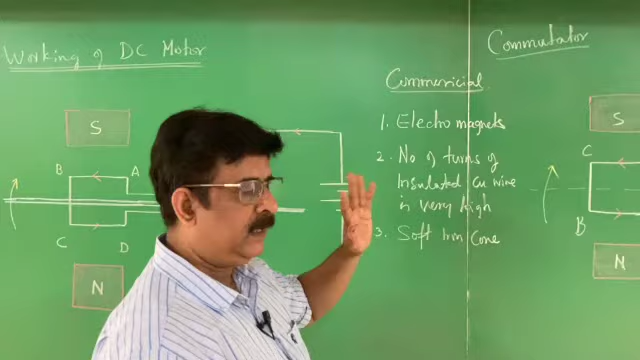 Working of DC Motor
S
B
A
C
D
N
Commericial
1. Electro magnets
2. No of turns of
Insulated cu wire
is very high
3. Soft Iron Core
Commutator
S
C
B
N